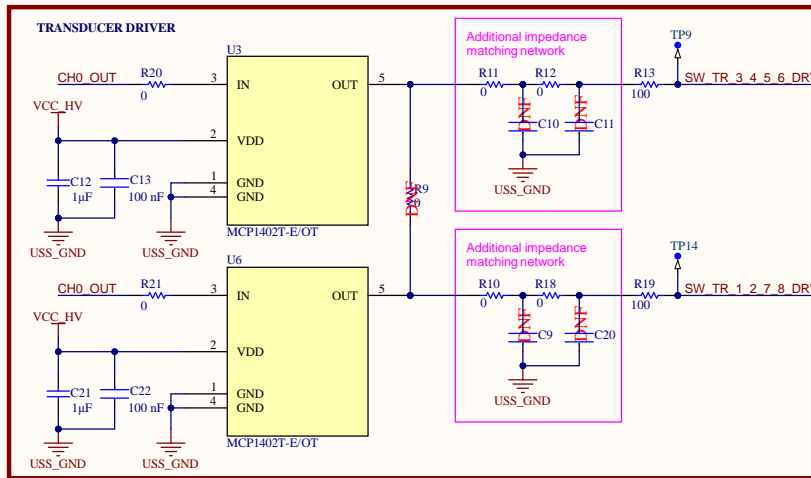 TRANSDUCER DRIVER
U3
Additional impedance
matching network
TP9
CH0_OUT
R20
0
3
IN
OUT
5
R11
0
R12
0
R13
100
SW_TR_3_4_5_6_DRV
VCC_HV
2
VDD
DNF
C10
DNF
C11
USS_GND
C12
1µF
C13
100 nF
1
GND
4
GND
USS_GND
USS_GND
MCP1402T-E/OT
DNF
R9
0
U6
Additional impedance
matching network
TP14
CH0_OUT
R21
0
3
IN
OUT
5
R10
0
R18
0
R19
100
SW_TR_1_2_7_8_DRV
VCC_HV
2
VDD
DNF
C9
DNF
C20
USS_GND
C21
1µF
C22
100 nF
1
GND
4
GND
USS_GND
USS_GND
MCP1402T-E/OT